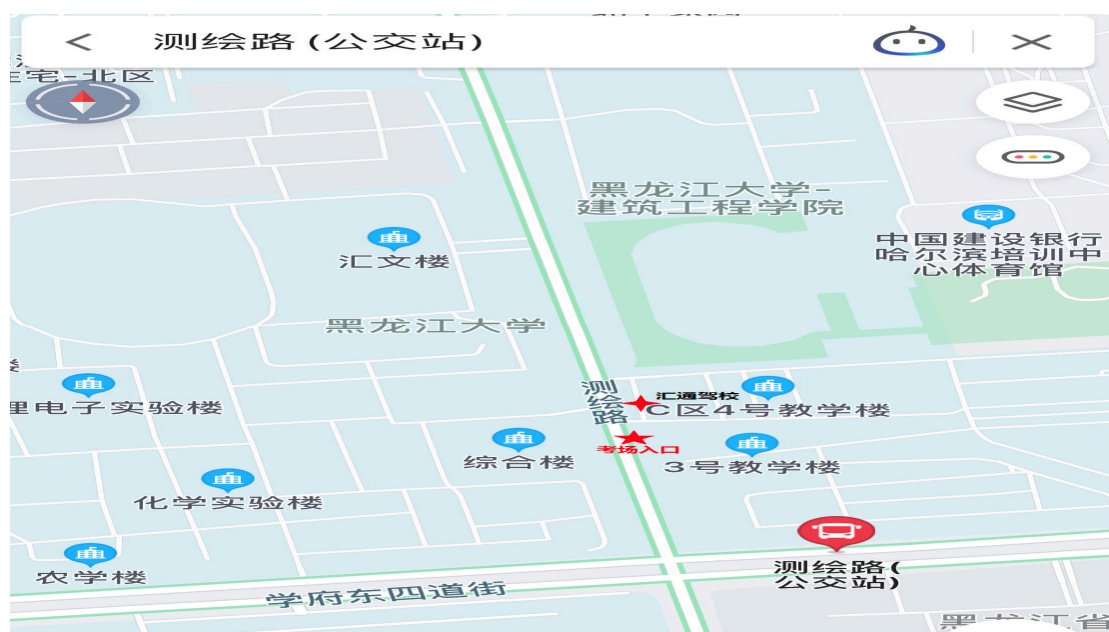 测绘路(公交站)
住宅-北区
黑龙江大学-
建筑工程学院
中国建设银行
哈尔滨培训中
心体育馆
汇文楼
黑龙江大学
测绘路
汇通驾校
C区4号教学楼
理电子实验楼
综合楼
考场入口
3号教学楼
化学实验楼
农学楼
测绘路(
公交站)
学府东四道街
黑龙江省